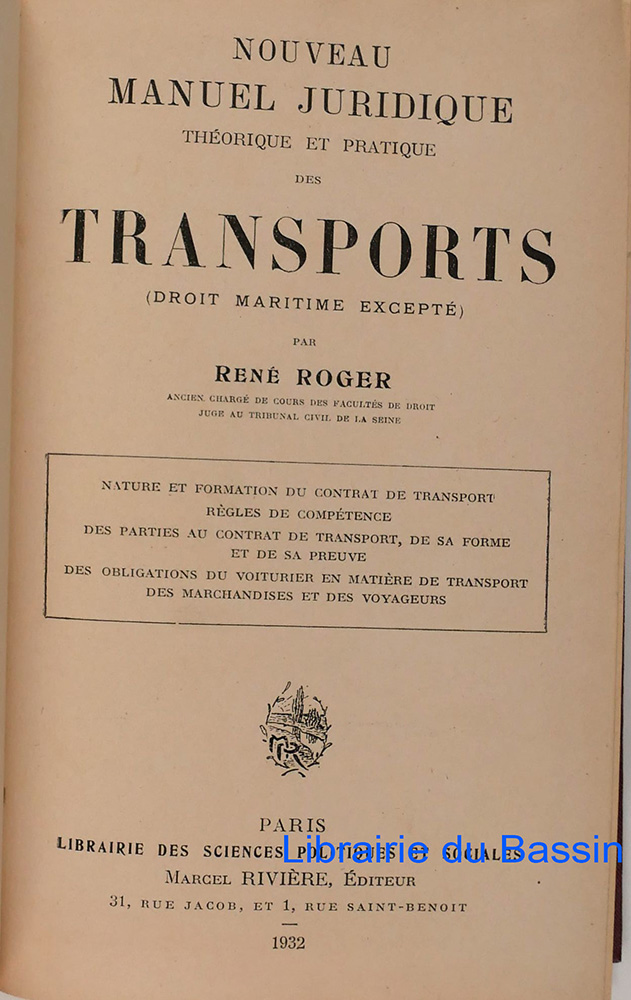 NOUVEAU
MANUEL JURIDIQUE
THÉORIQUE ET PRATIQUE
DES
TRANSPORTS
(DROIT MARITIME EXCEPTÉ)
PAR
RENÉ ROGER
ANCIEN CHARGÉ DE COURS DES FACULTÉS DE DROIT
JUGE AU TRIBUNAL CIVIL DE LA SEINE
NATURE ET FORMATION DU CONTRAT DE TRANSPORT
RÈGLES DE COMPÉTENCE
DES PARTIES AU CONTRAT DE TRANSPORT, DE SA FORME
ET DE SA PREUVE
DES OBLIGATIONS DU VOITURIER EN MATIÈRE DE TRANSPORT
DES MARCHANDISES ET DES VOYAGEURS
MR
PARIS
LIBRAIRIE DES SCIENCES POLITIQUES ET SOCIALES
Librairie du Bassin
MARCEL RIVIÈRE, ÉDITEUR
31, RUE JACOB, ET 1, RUE SAINT-BENOIT
1932